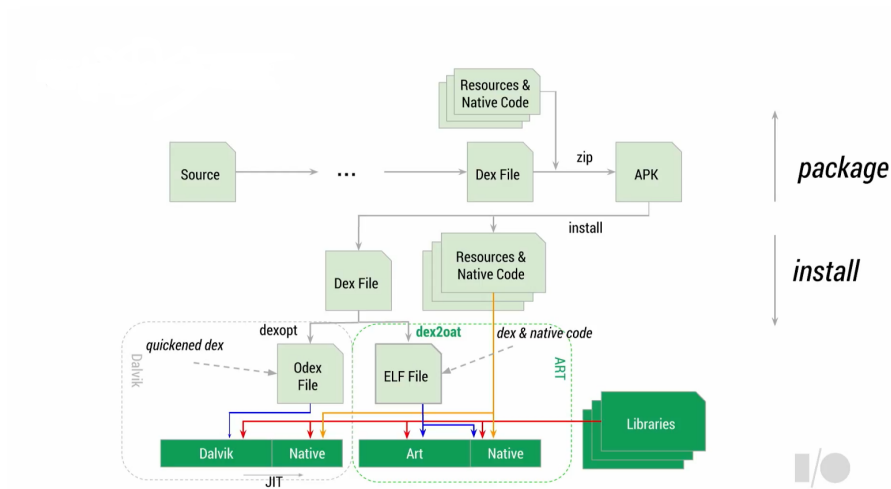 Resources &
Native Code
zip
Source
...
Dex File
APK
package
install
Resources &
Native Code
Dex File
install
dexopt
dex2oat
dex & native code
quickened dex
Dalvik
Odex
File
ELF File
ART
Libraries
Dalvik
Native
Art
Native
JIT
I/O